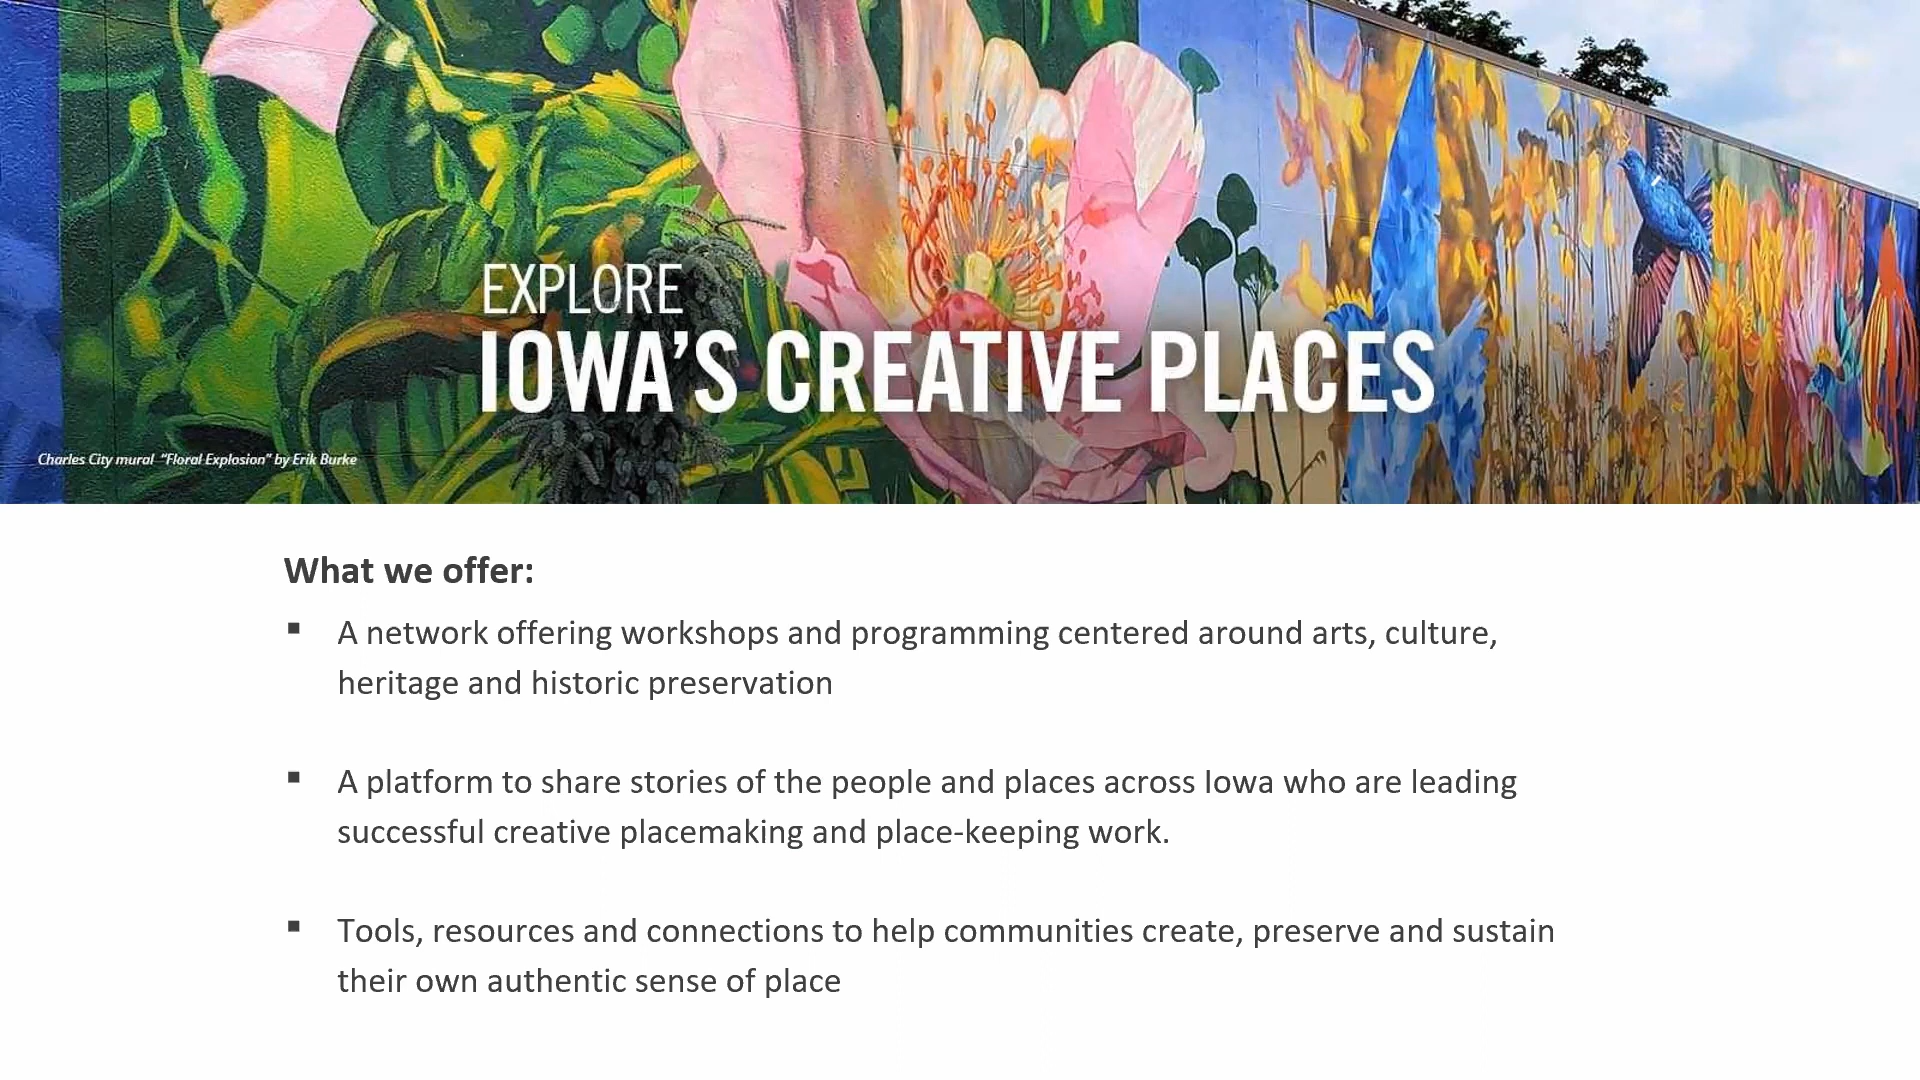 EXPLORE
IOWA’S CREATIVE PLACES
Charles City mural “Floral Explosion” by Erik Burke
What we offer:
▪ A network offering workshops and programming centered around arts, culture,
heritage and historic preservation
▪ A platform to share stories of the people and places across Iowa who are leading
successful creative placemaking and place-keeping work.
▪ Tools, resources and connections to help communities create, preserve and sustain
their own authentic sense of place